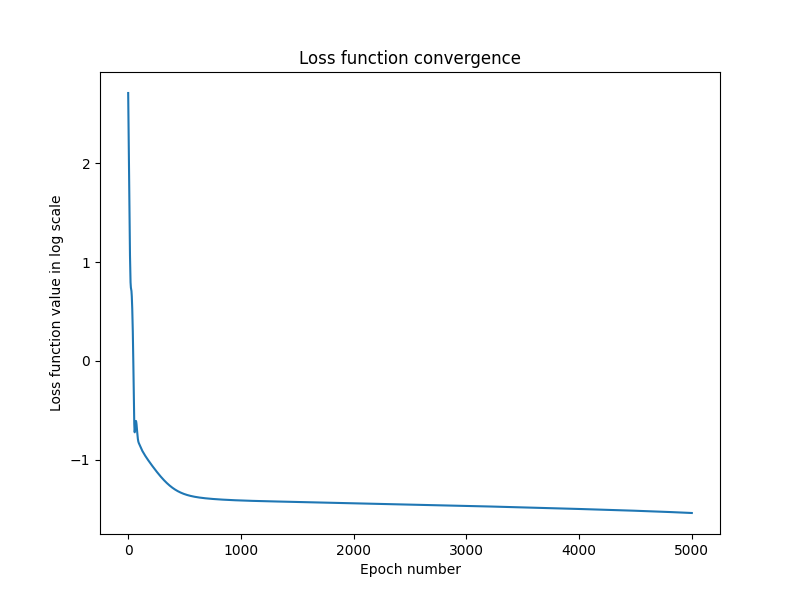 Loss function convergence
Loss function value in log scale
2
1
0
−1
0 1000 2000 3000 4000 5000
Epoch number